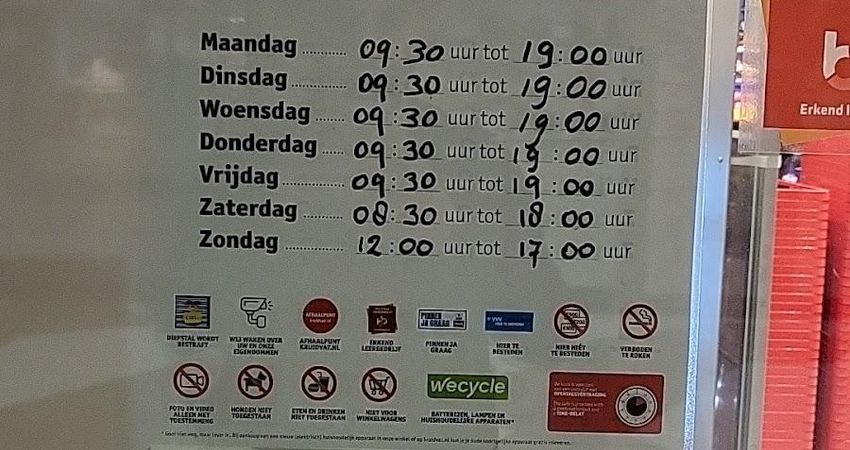 Maandag ........... 09:30 uur tot 19:00 uur
Dinsdag ............. 09:30 uur tot 19:00 uur
Woensdag ....... 09:30 uur tot 19:00 uur
Donderdag ..... 09:30 uur tot 19:00 uur
Vrijdag ............... 09:30 uur tot 19:00 uur
Zaterdag .......... 08:30 uur tot 18:00 uur
Zondag .............. 12:00 uur tot 17:00 uur
Erkend
DIEFSTAL WORDT
BESTRAFT
WIJ WAKEN OVER
UW EN ONZE
EIGENDOMMEN
AFHAALPUNT
KRUIDVAT.NL
ERKEND
LEERBEDRIJF
PINNEN JA
GRAAG
HIER TE
BESTEDEN
HIER NIÉT
TE BESTEDEN
VERBODEN
TE ROKEN
FOTO EN VIDEO
ALLEEN MET
TOESTEMMING
HONDEN NIET
TOEGESTAAN
ETEN EN DRINKEN
NIET TOEGESTAAN
NIET VOOR
WINKELWAGENS
wecycle
BATTERIJEN, LAMPEN EN
HUISHOUDELIJKE APPARATEN*
OPENINGSVERTRAGING
TIME-DELAY